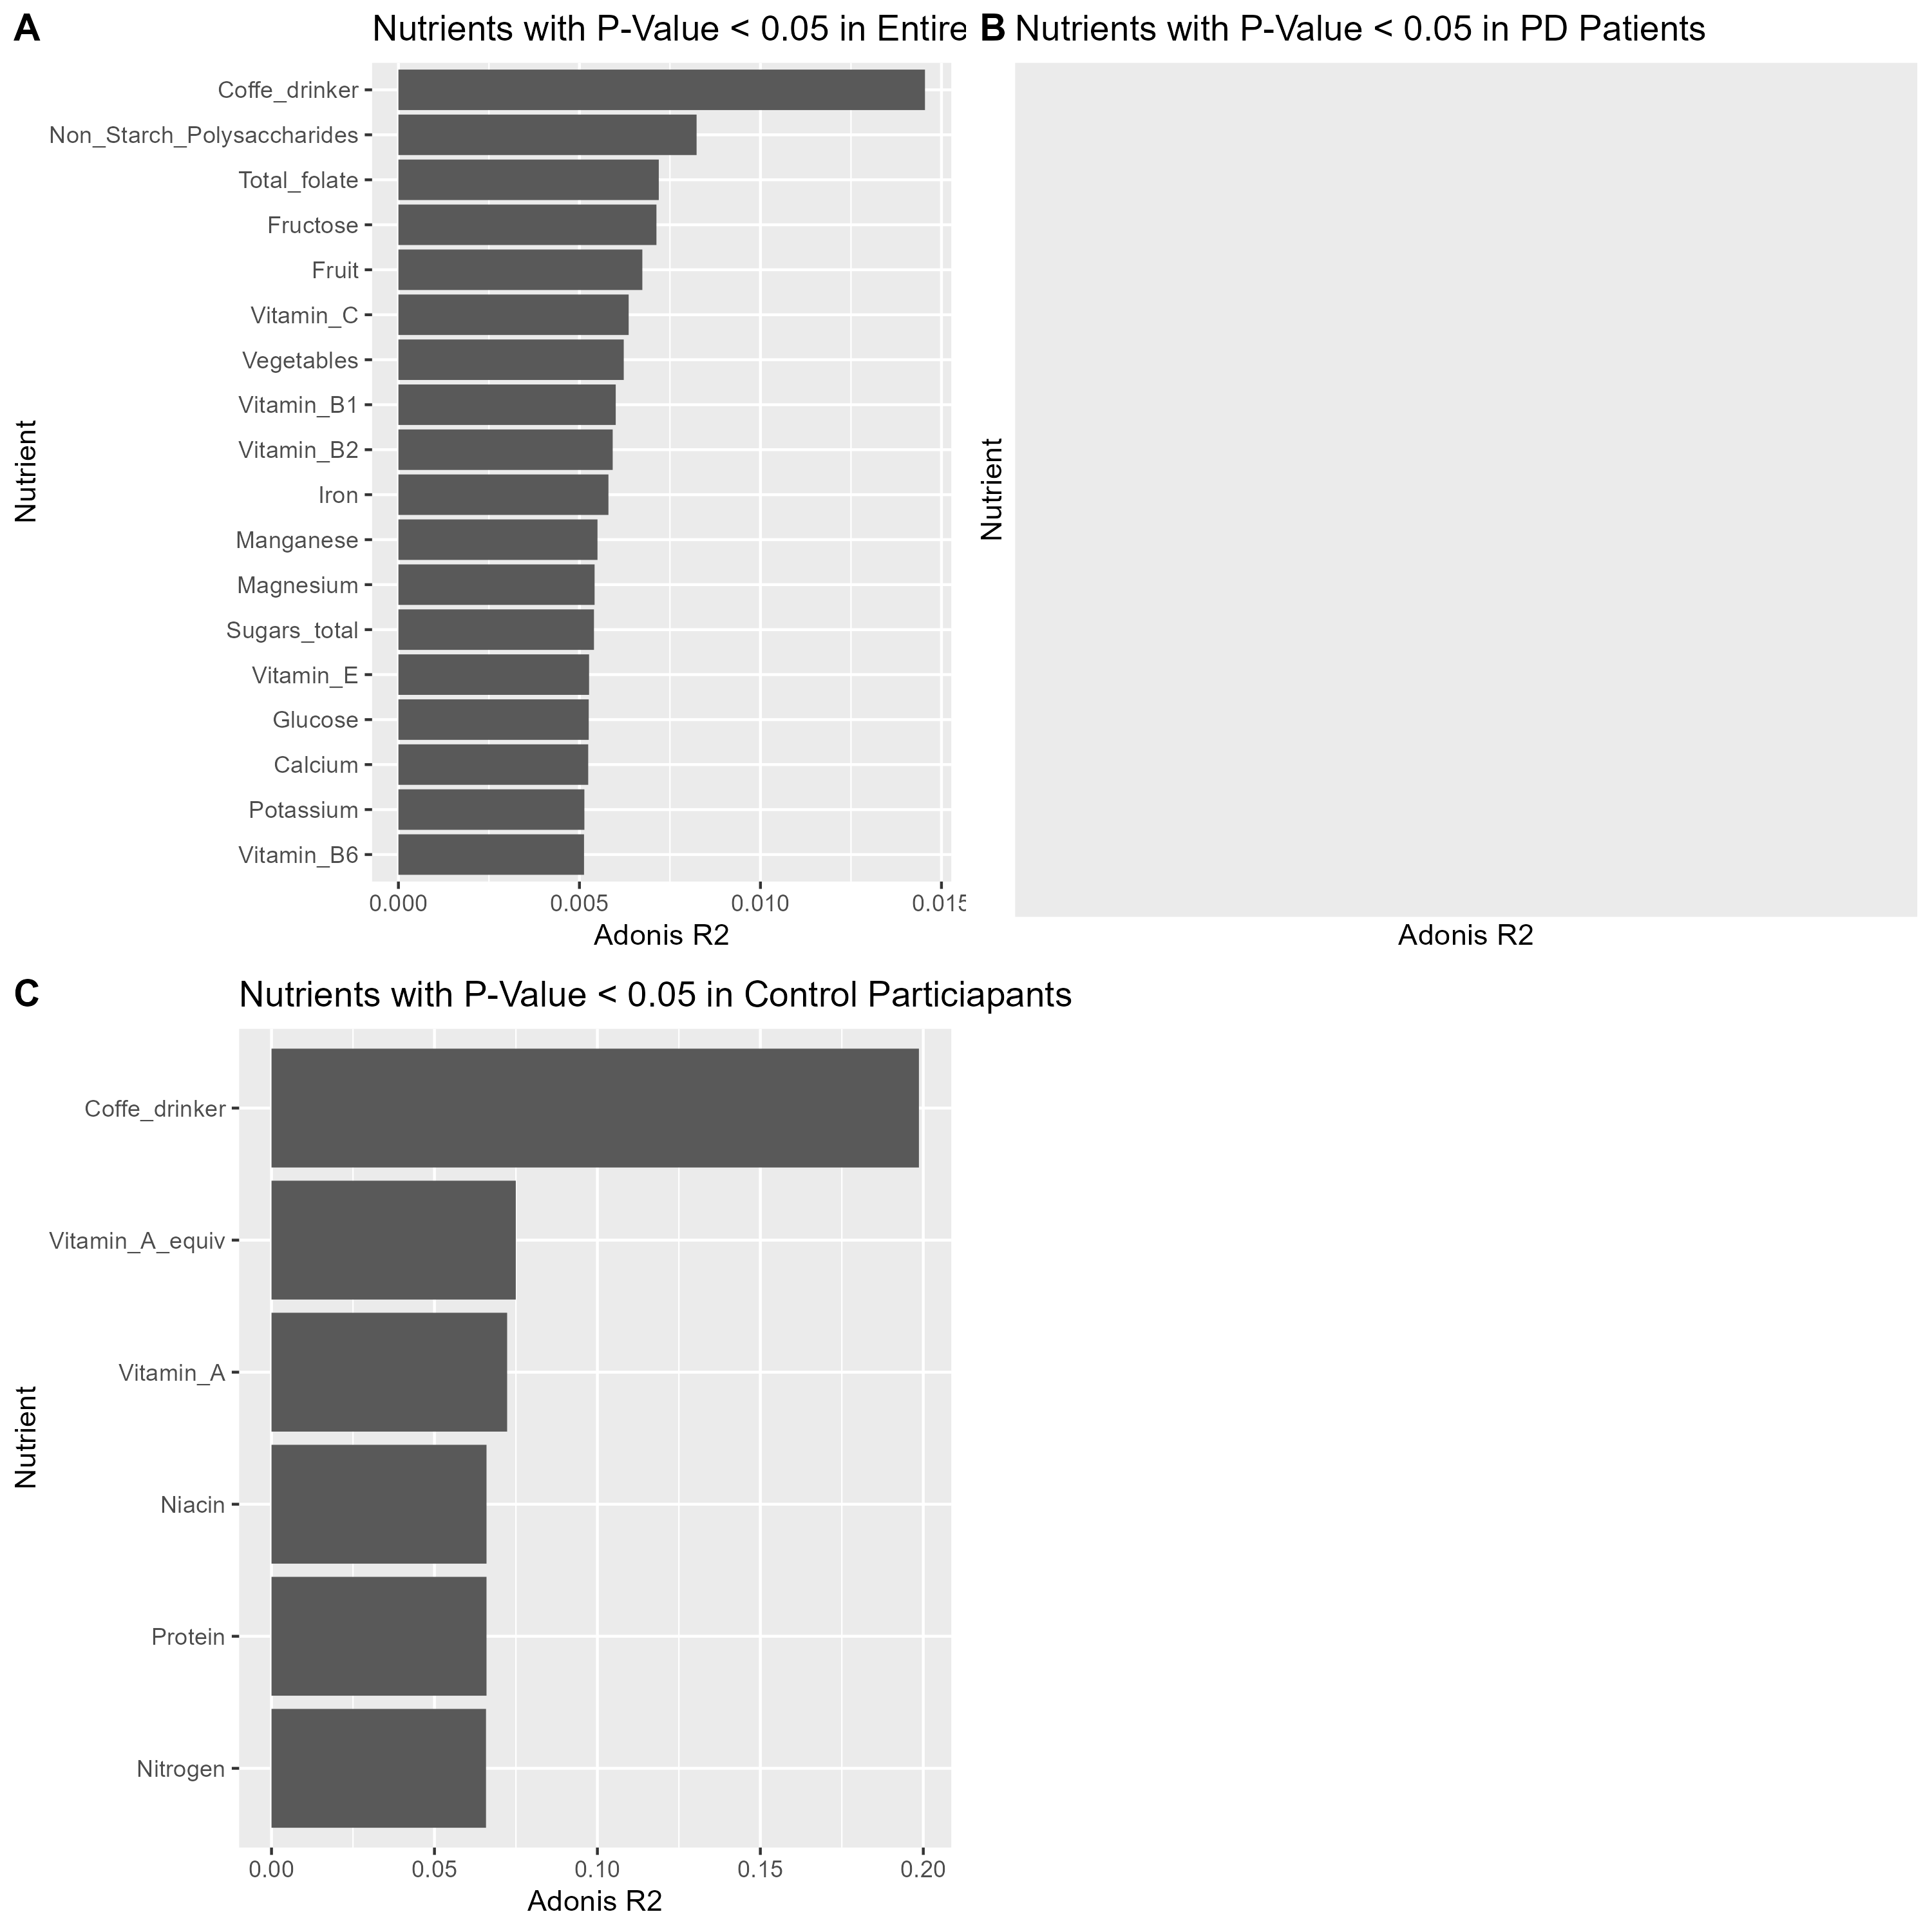 A
Nutrients with P-Value < 0.05 in Entire
Nutrient
Coffe_drinker
Non_Starch_Polysaccharides
Total_folate
Fructose
Fruit
Vitamin_C
Vegetables
Vitamin_B1
Vitamin_B2
Iron
Manganese
Magnesium
Sugars_total
Vitamin_E
Glucose
Calcium
Potassium
Vitamin_B6
0.000 0.005 0.010 0.015
Adonis R2
B
Nutrients with P-Value < 0.05 in PD Patients
Nutrient
Adonis R2
C
Nutrients with P-Value < 0.05 in Control Particiapants
Nutrient
Coffe_drinker
Vitamin_A_equiv
Vitamin_A
Niacin
Protein
Nitrogen
0.00 0.05 0.10 0.15 0.20
Adonis R2